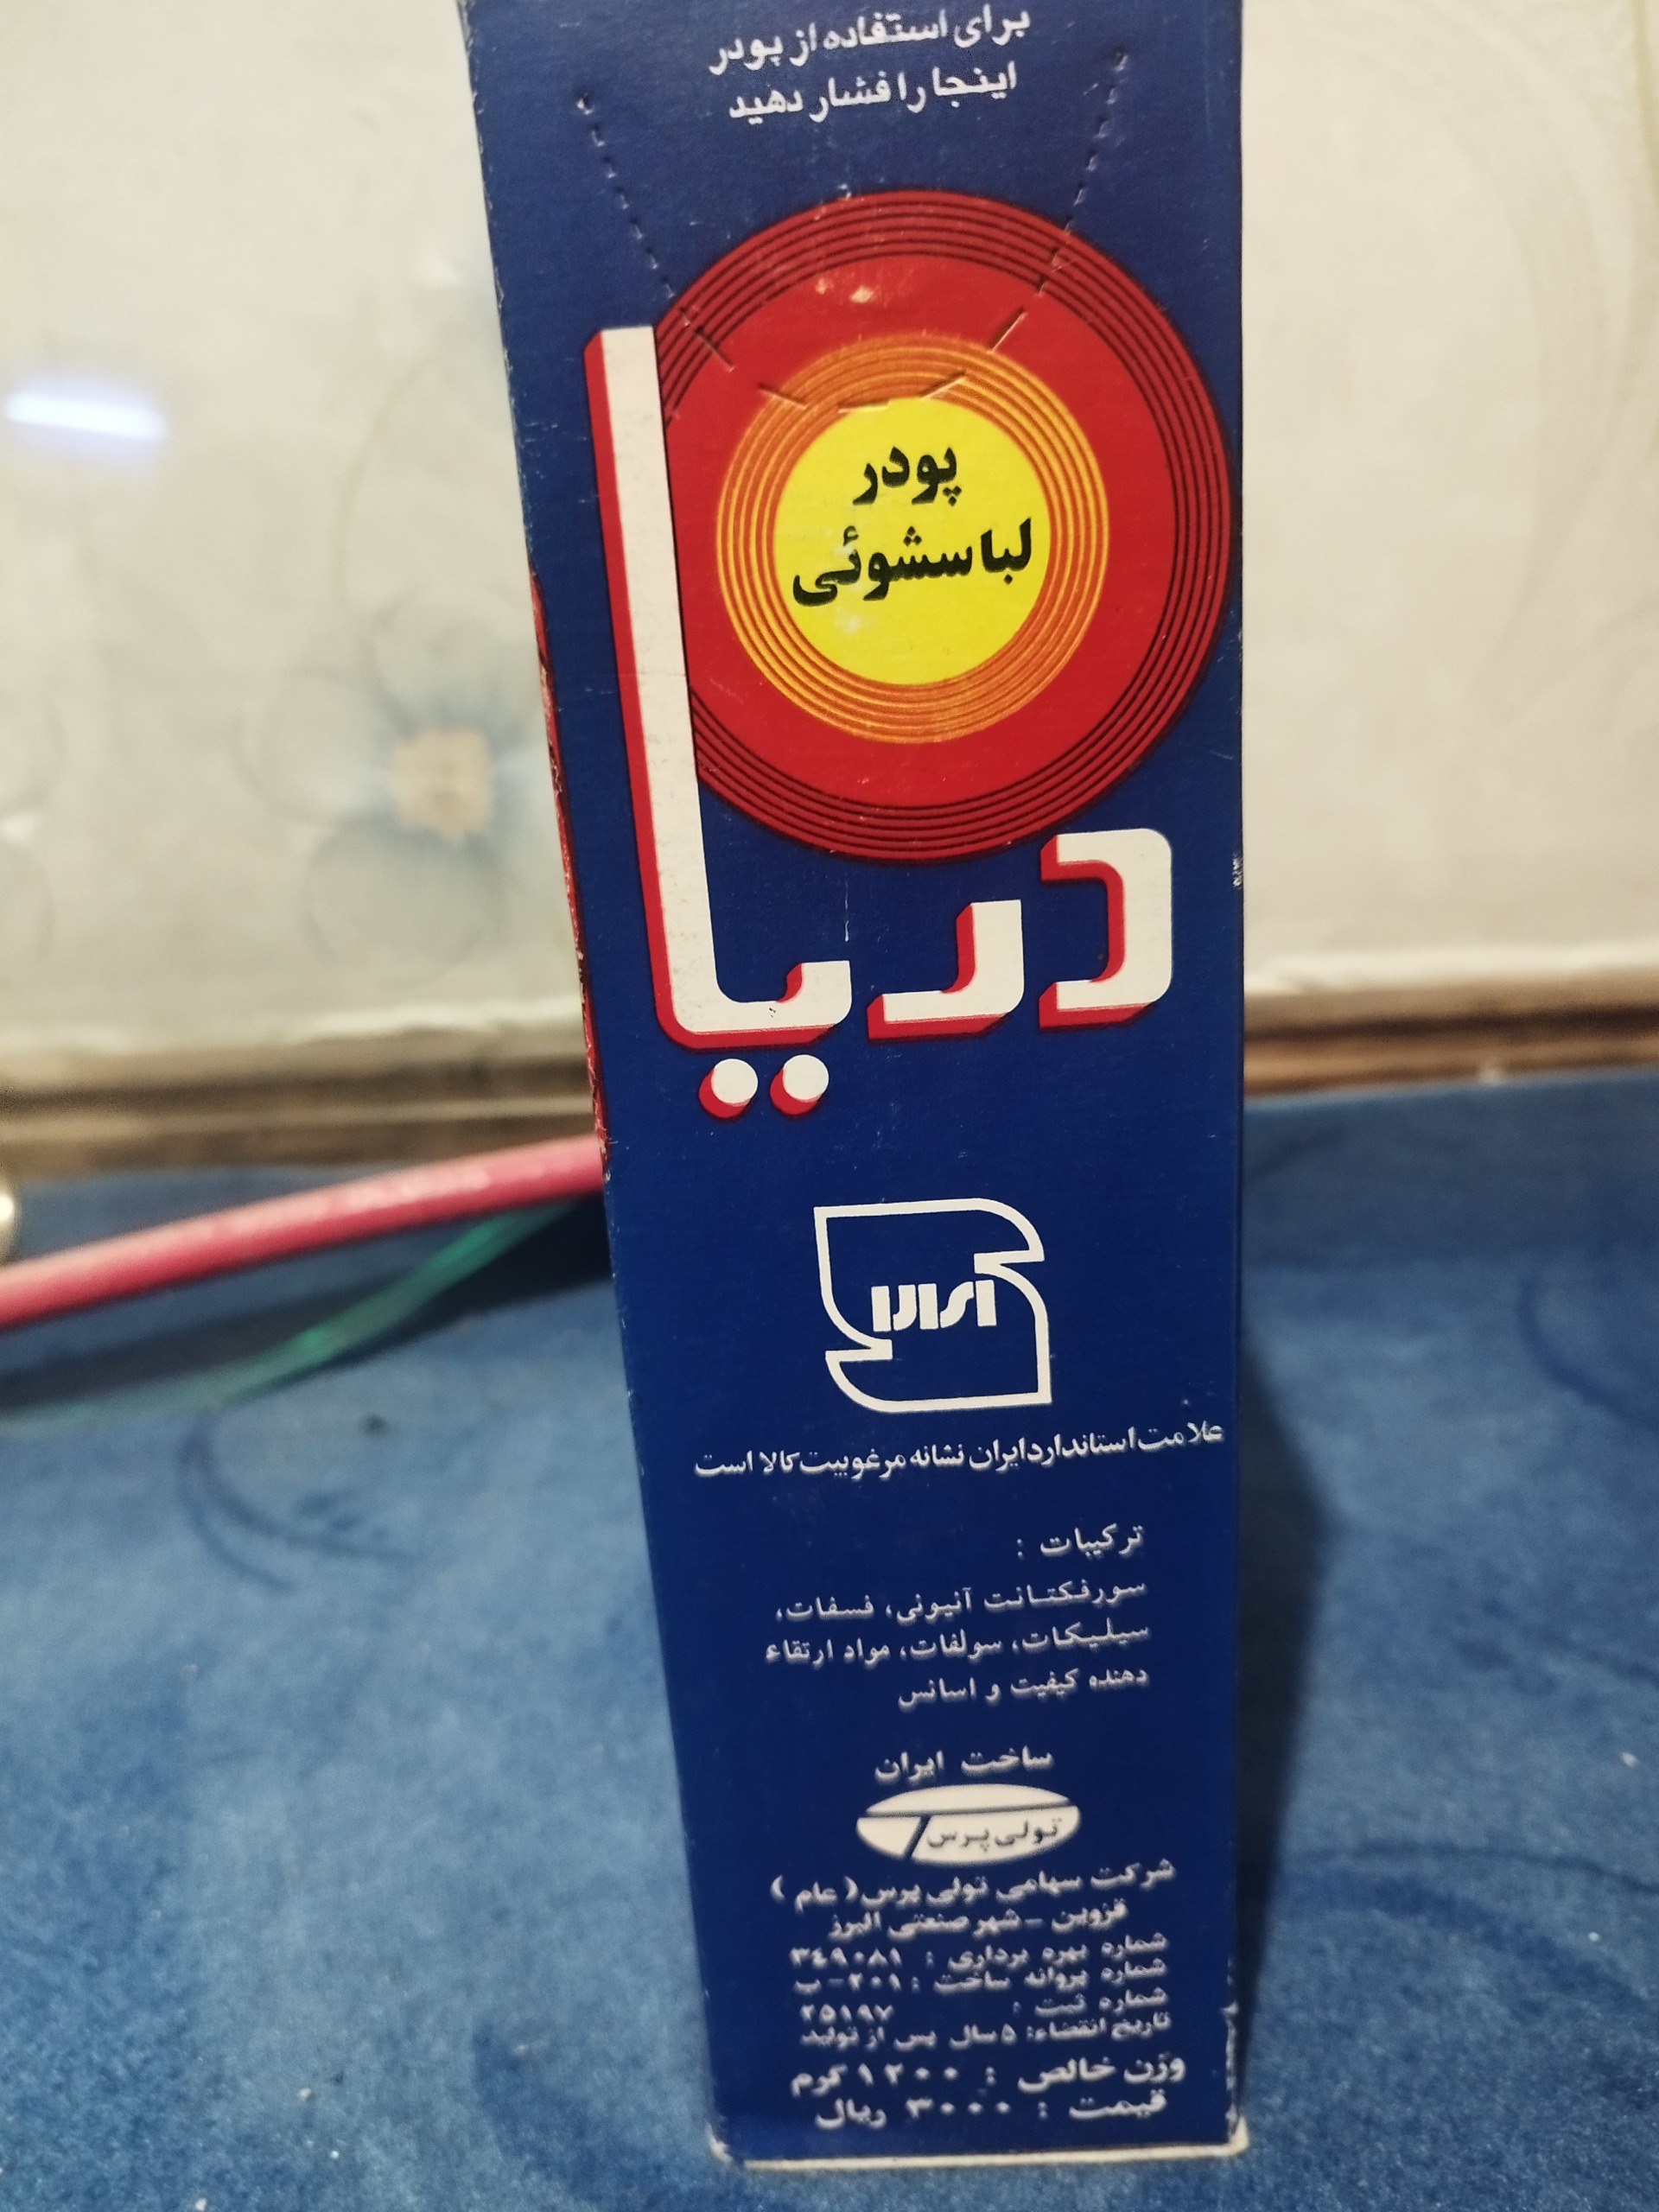 برای استفاده از پودر
اینجا را فشار دهید
پودر
لباسشوئی
دریا
ایران
علامت استاندارد ایران نشانه مرغوبیت کالا است
ترکیبات :
سورفکتانت آنیونی، فسفات،
سیلیکات، سولفات، مواد ارتقاء
دهنده کیفیت و اسانس
ساخت ایران
تولی پرس
شرکت سهامی تولی پرس (عام)
قزوین - شهر صنعتی البرز
شماره بهره برداری : ۳۴۹۰۸۱
شماره پروانه ساخت : ۲۰۱ - ب
شماره ثبت : ۲۵۱۹۷
تاریخ انقضاء: ۵ سال پس از تولید
وزن خالص : ۱۲۰۰ گرم
قیمت : ۳۰۰۰ ریال